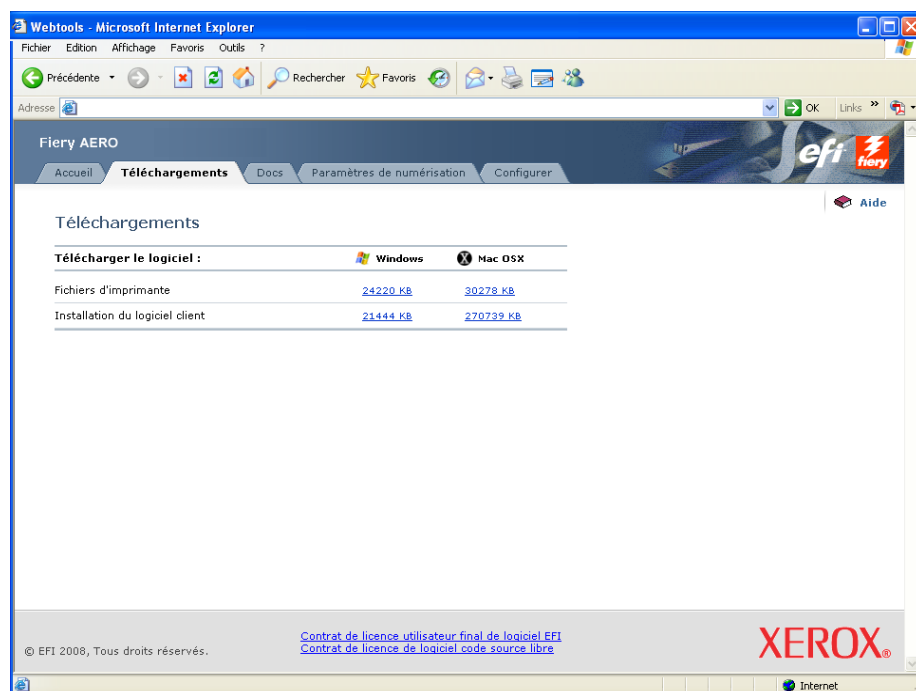 Webtools - Microsoft Internet Explorer
Fichier Edition Affichage Favoris Outils ?
Précédente Rechercher Favoris
Adresse OK Links »
Fiery AERO
efi fiery
Accueil Téléchargements Docs Paramètres de numérisation Configurer
Aide
Téléchargements
Télécharger le logiciel : Windows Mac OSX
Fichiers d'imprimante 24220 KB 30278 KB
Installation du logiciel client 21444 KB 270739 KB
Contrat de licence utilisateur final de logiciel EFI
Contrat de licence de logiciel code source libre
© EFI 2008, Tous droits réservés.
XEROX®
Internet